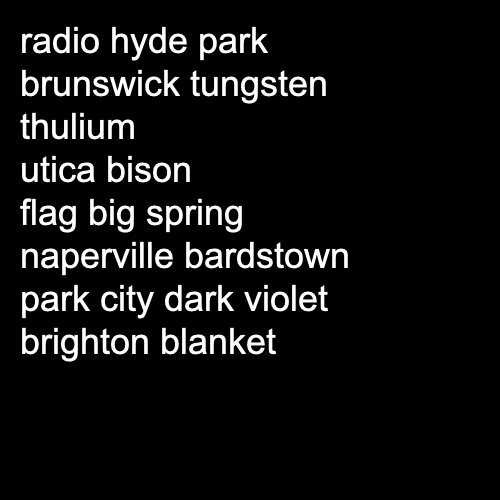 radio hyde park
brunswick tungsten
thulium
utica bison
flag big spring
naperville bardstown
park city dark violet
brighton blanket